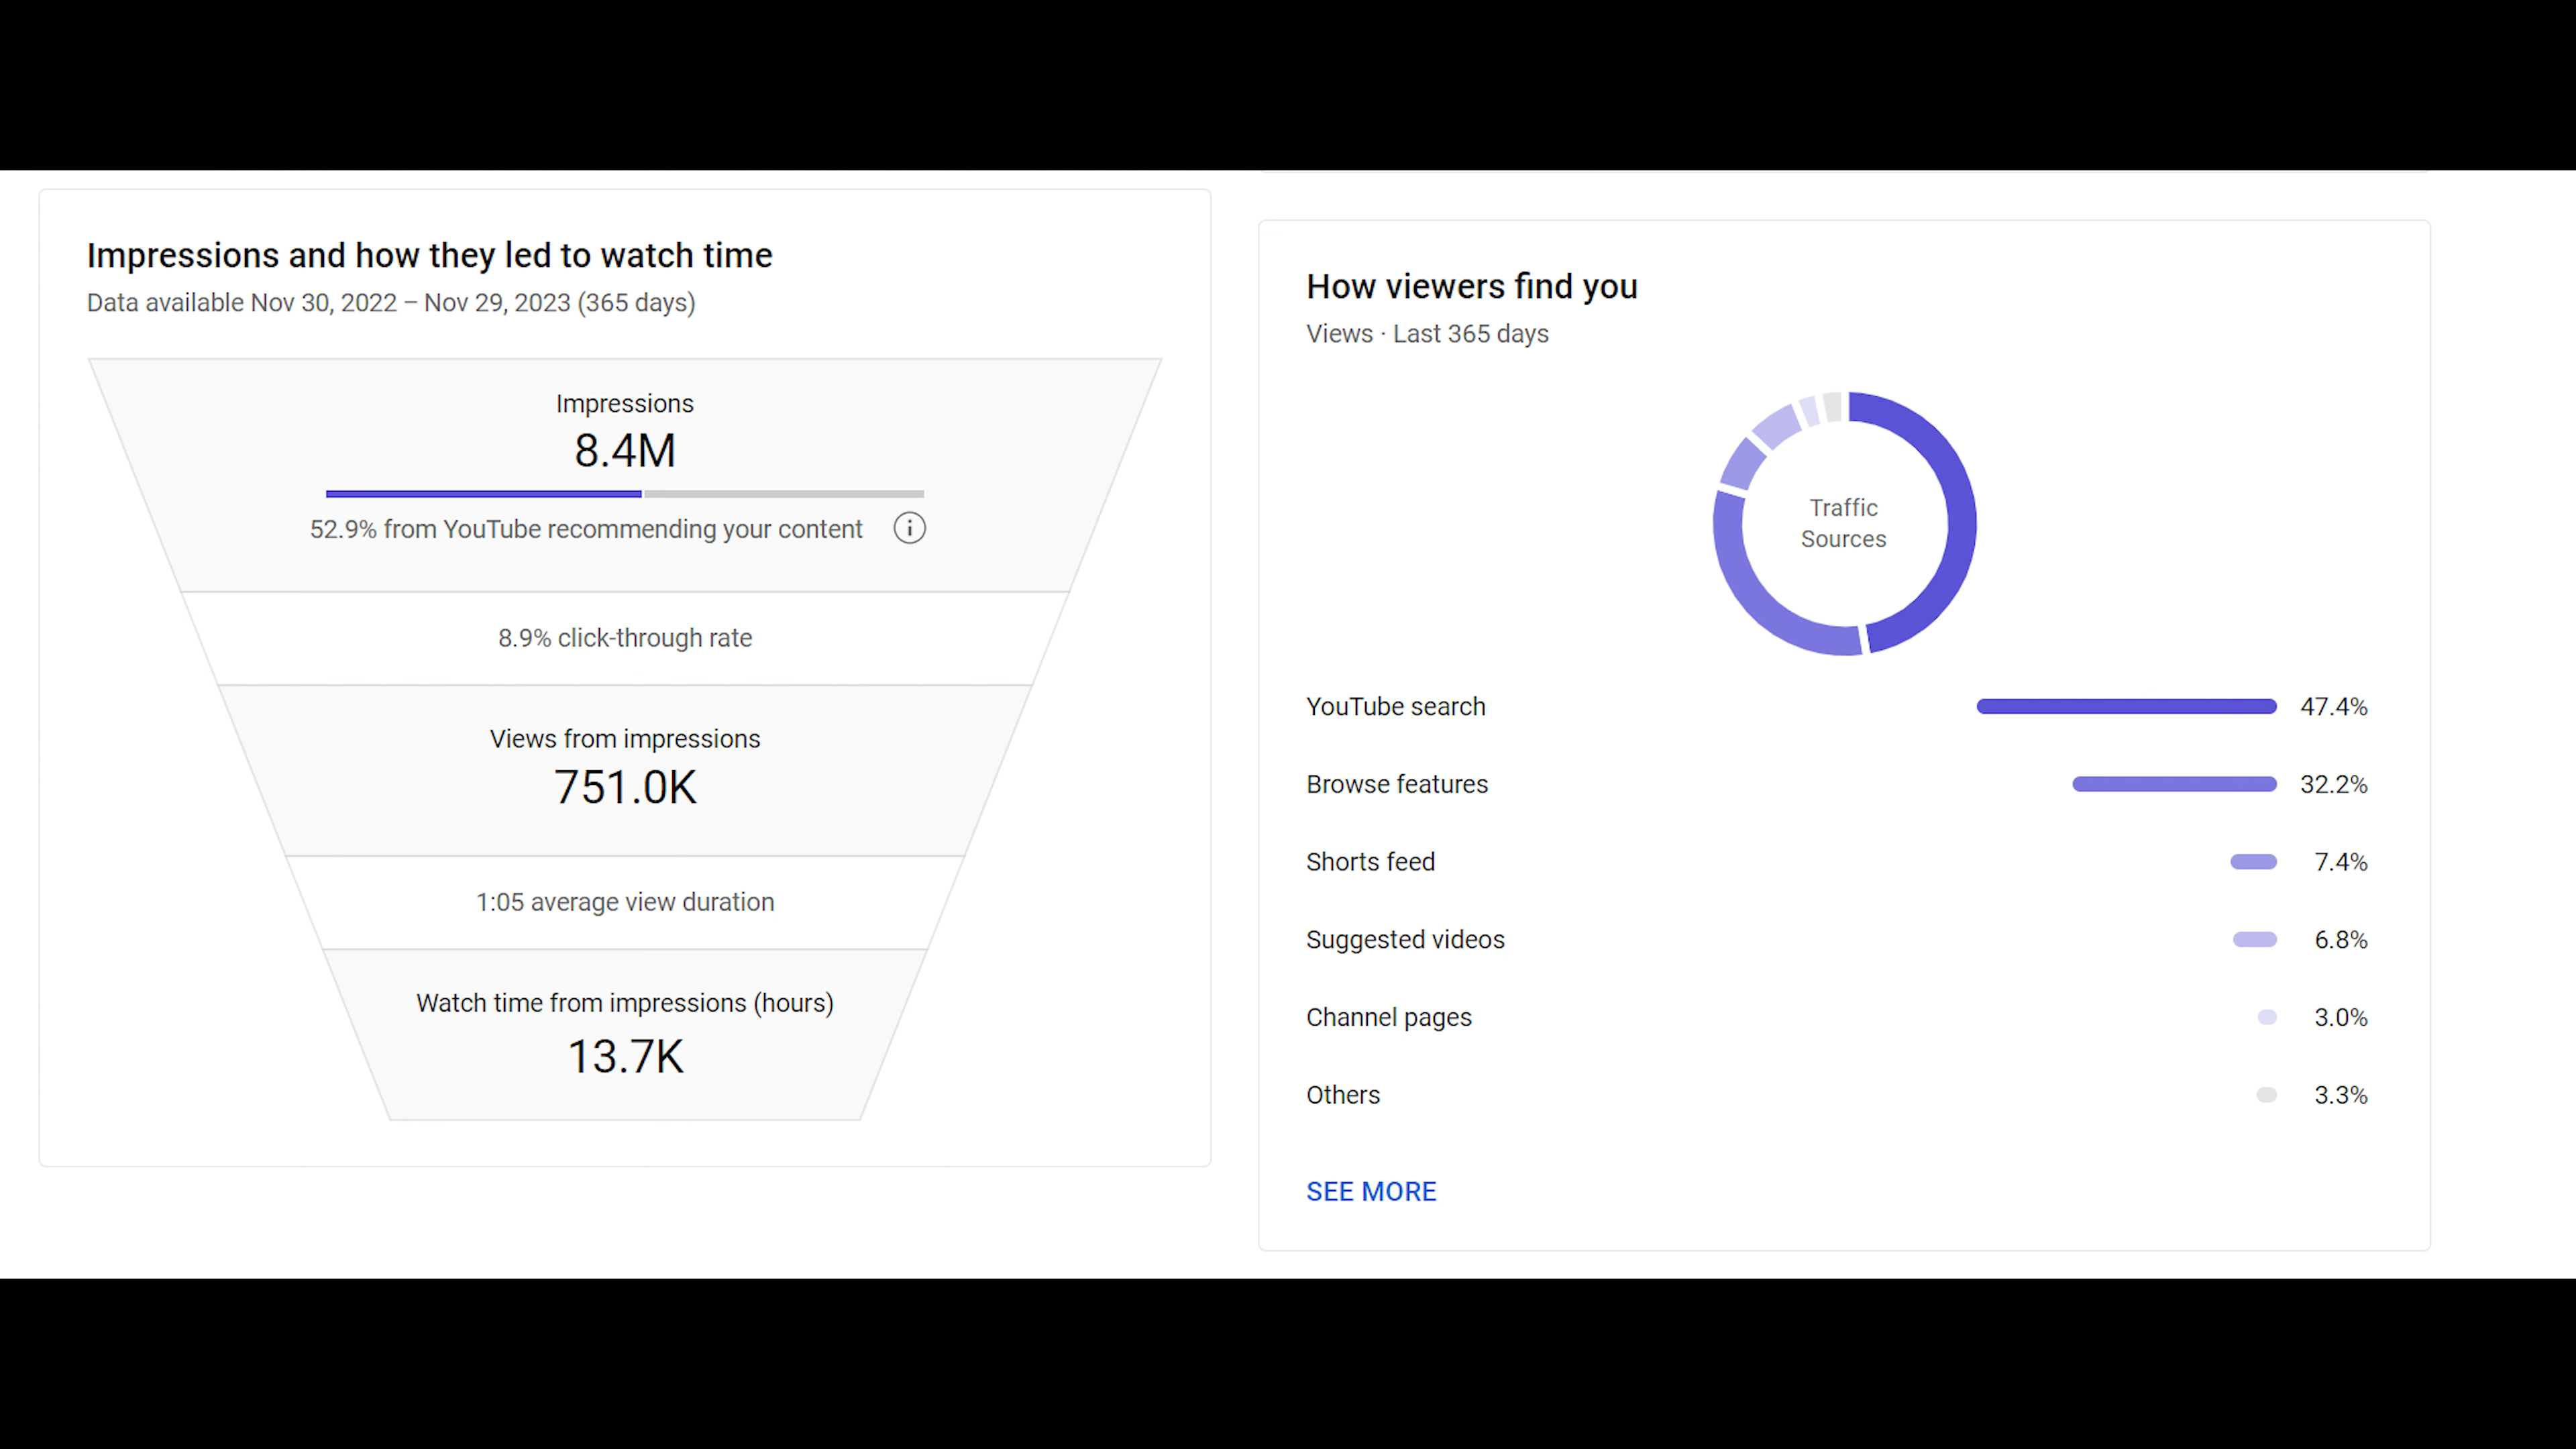 Impressions and how they led to watch time
Data available Nov 30, 2022 – Nov 29, 2023 (365 days)
Impressions
8.4M
52.9% from YouTube recommending your content
8.9% click-through rate
Views from impressions
751.0K
1:05 average view duration
Watch time from impressions (hours)
13.7K
How viewers find you
Views · Last 365 days
Traffic
Sources
YouTube search 47.4%
Browse features 32.2%
Shorts feed 7.4%
Suggested videos 6.8%
Channel pages 3.0%
Others 3.3%
SEE MORE